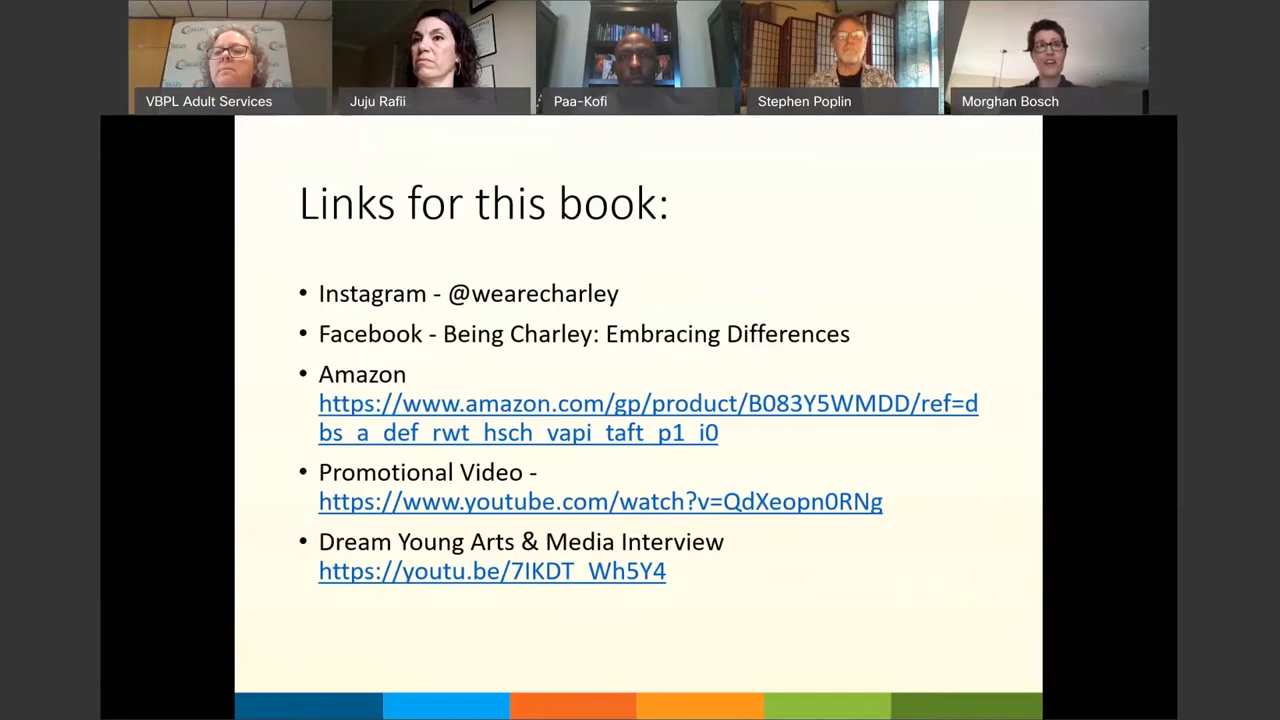 VBPL Adult Services
Juju Rafii
Paa-Kofi
Stephen Poplin
Morghan Bosch
Links for this book:
• Instagram - @wearecharley
• Facebook - Being Charley: Embracing Differences
• Amazon
https://www.amazon.com/gp/product/B083Y5WMDD/ref=d
bs_a_def_rwt_hsch_vapi_taft_p1_i0
• Promotional Video -
https://www.youtube.com/watch?v=QdXeopn0RNg
• Dream Young Arts & Media Interview
https://youtu.be/7IKDT_Wh5Y4